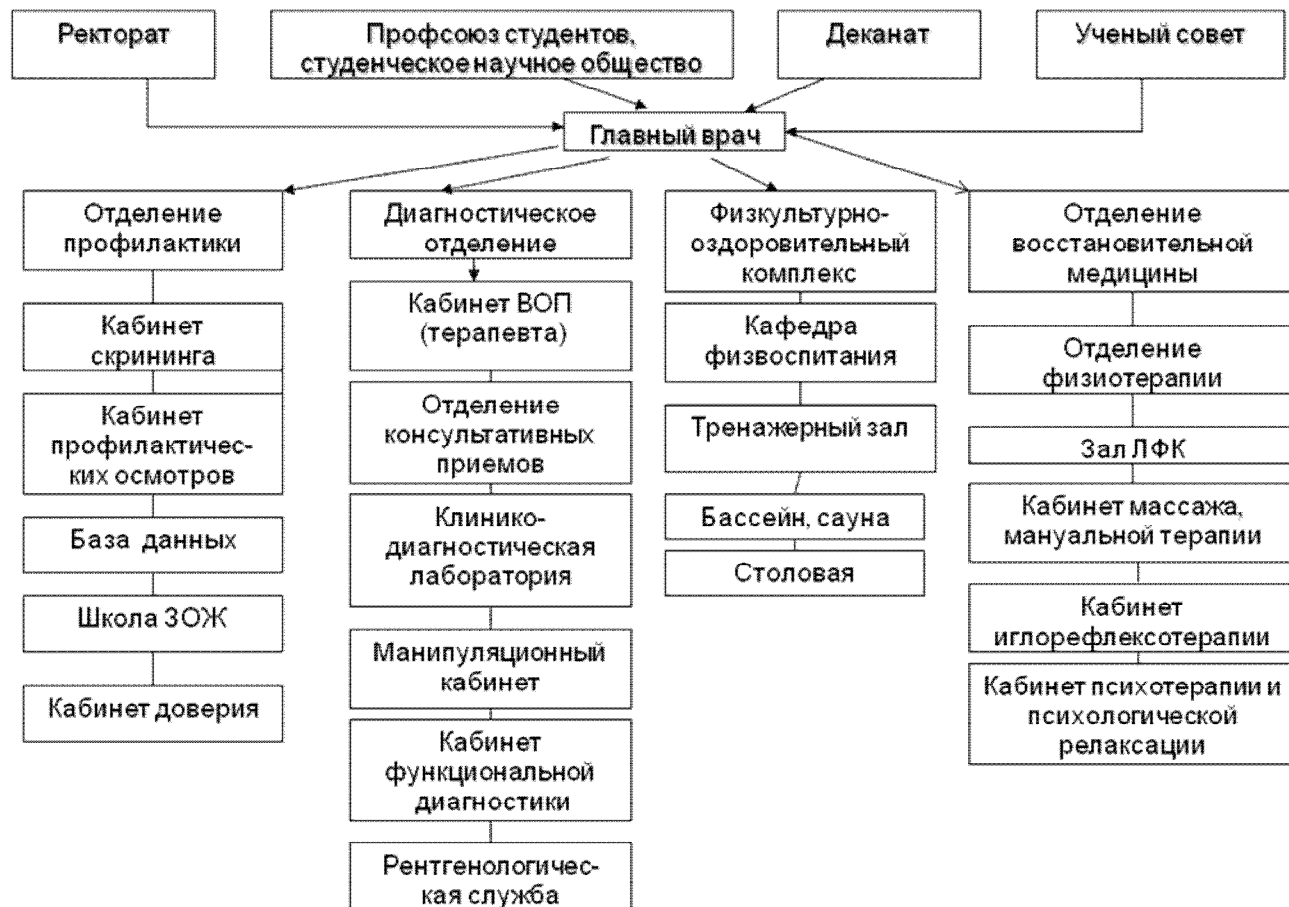 Ректорат
Профсоюз студентов,
студенческое научное общество
Деканат
Ученый совет
Главный врач
Отделение
профилактики
Кабинет
скрининга
Кабинет
профилактичес-
ких осмотров
База данных
Школа ЗОЖ
Кабинет доверия
Диагностическое
отделение
Кабинет ВОП
(терапевта)
Отделение
консультативных
приемов
Клинико-
диагностическая
лаборатория
Манипуляционный
кабинет
Кабинет
функциональной
диагностики
Рентгенологичес-
кая служба
Физкультурно-
оздоровительный
комплекс
Кафедра
физвоспитания
Тренажерный зал
Бассейн, сауна
Столовая
Отделение
восстановительной
медицины
Отделение
физиотерапии
Зал ЛФК
Кабинет массажа,
мануальной терапии
Кабинет
иглорефлексотерапии
Кабинет психотерапии и
психологической
релаксации